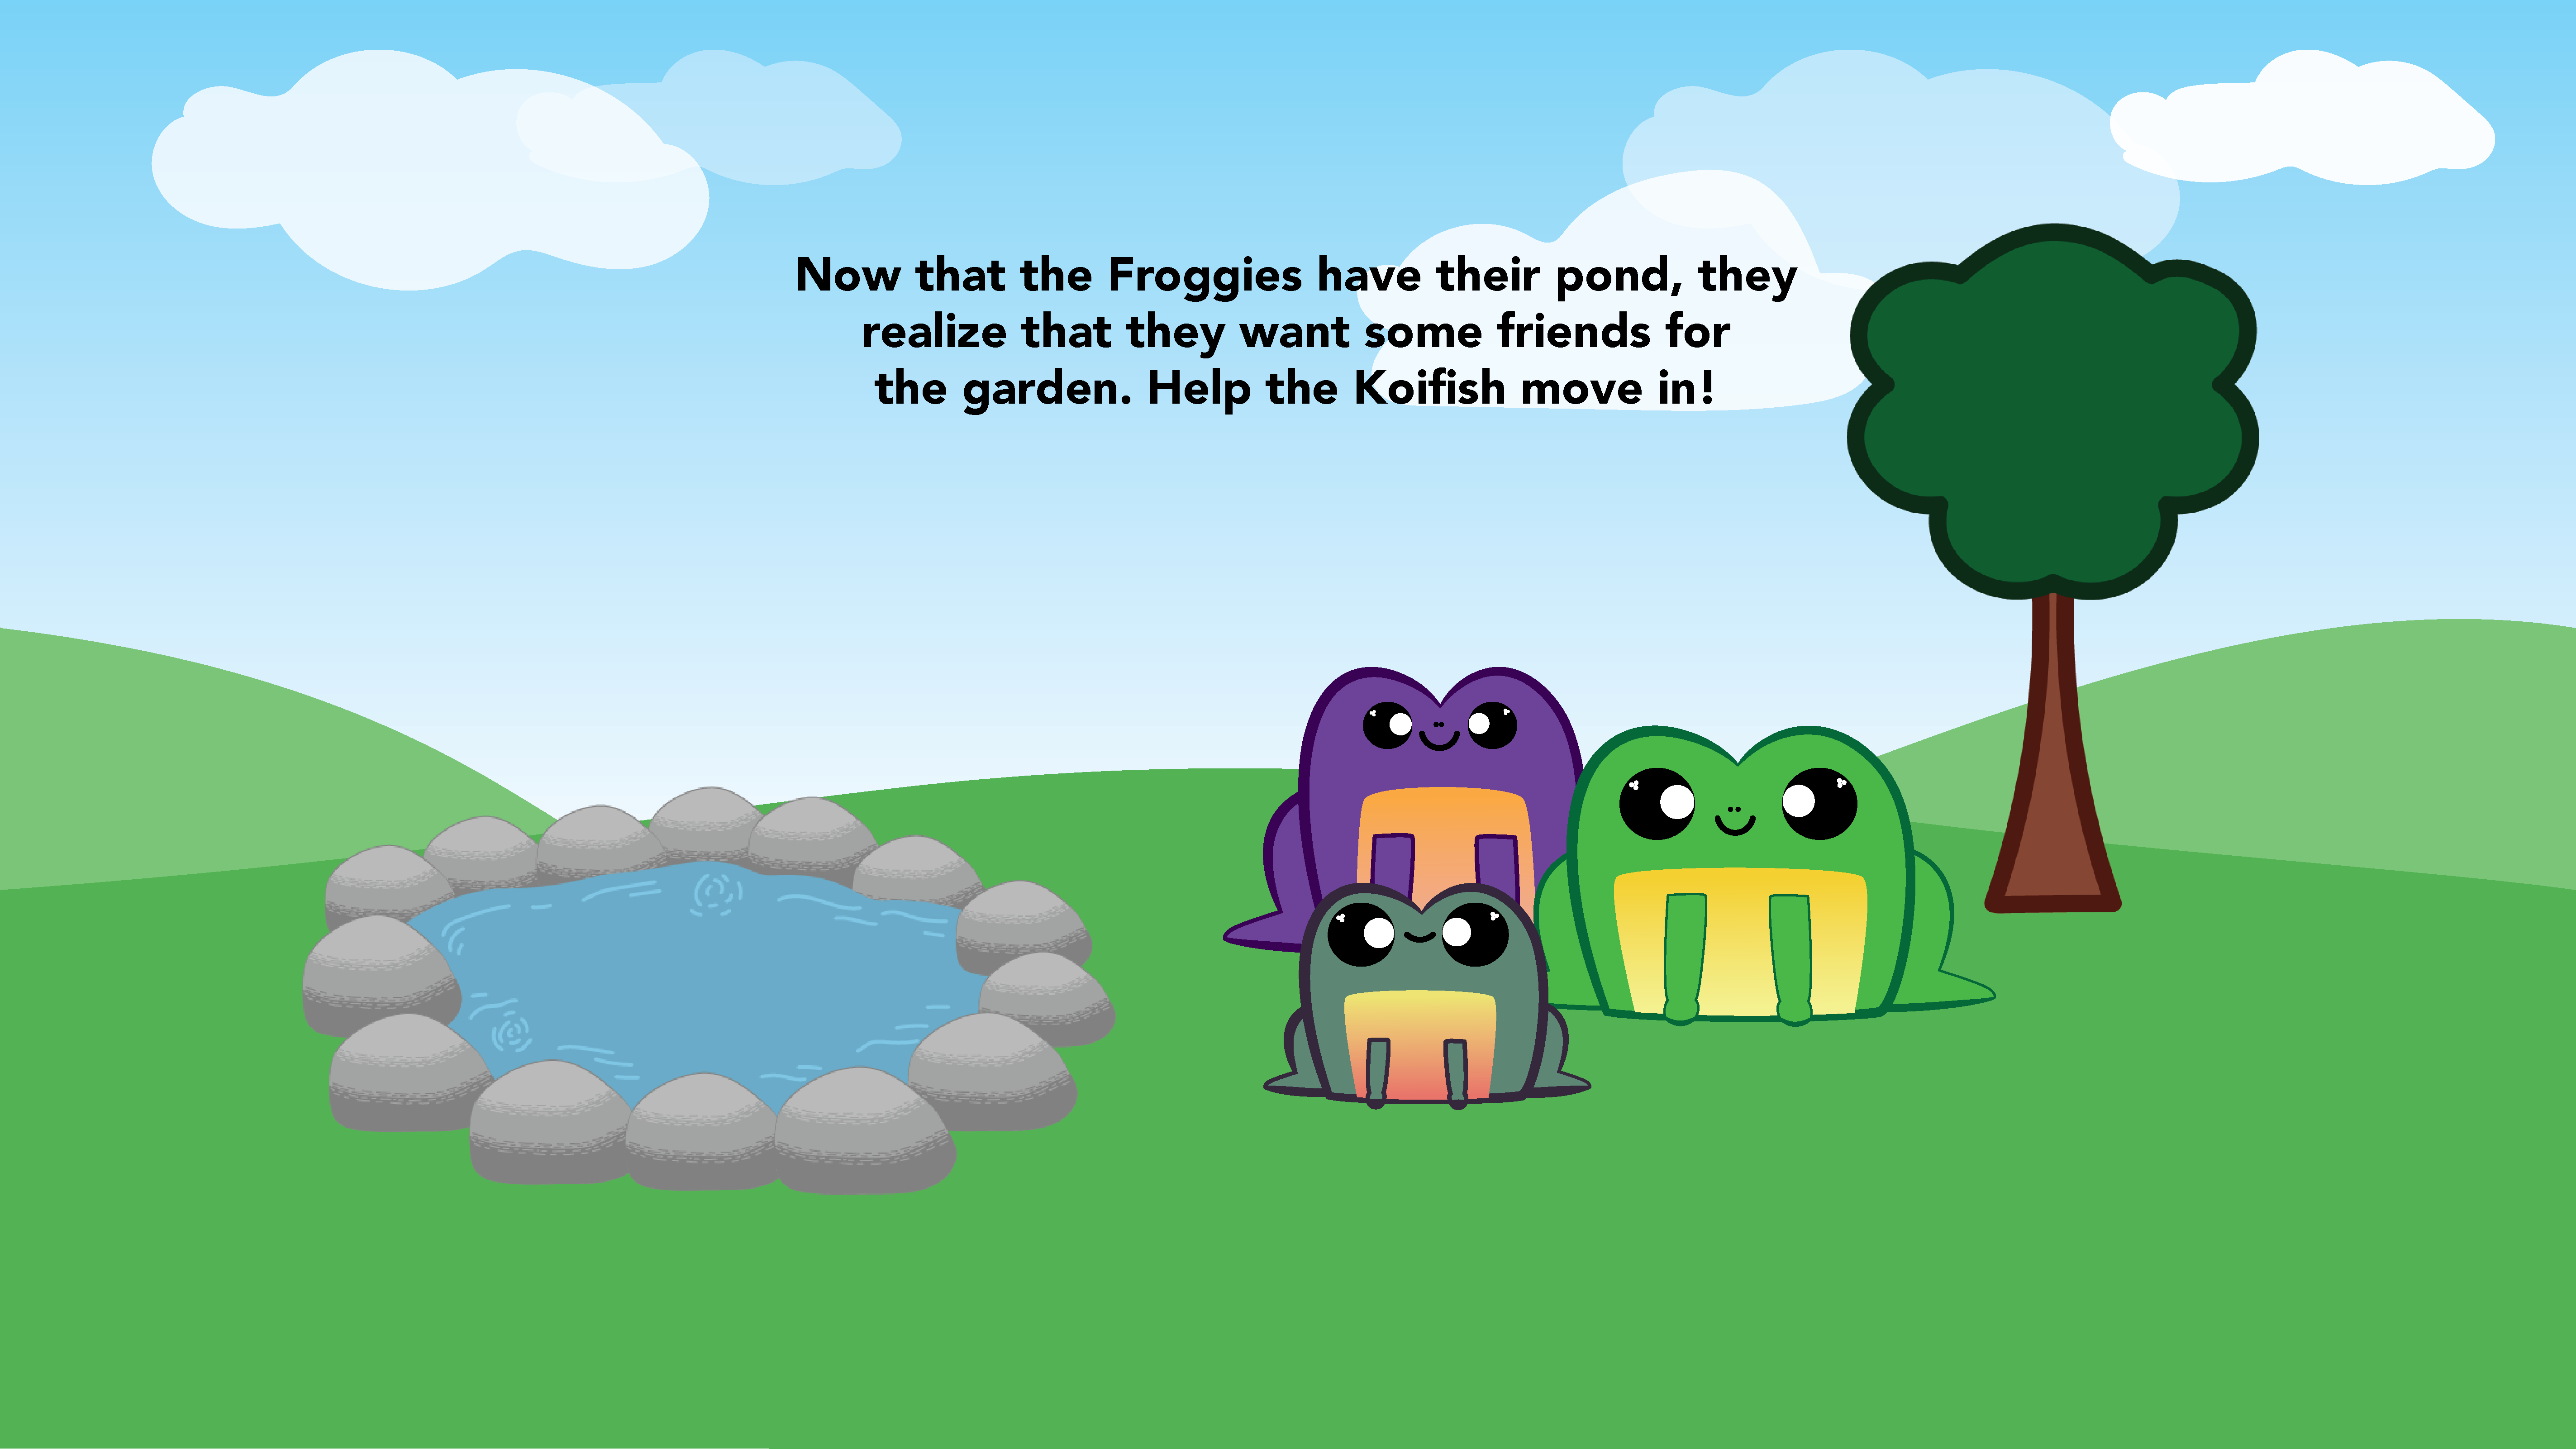 Now that the Froggies have their pond, they
realize that they want some friends for
the garden. Help the Koifish move in!